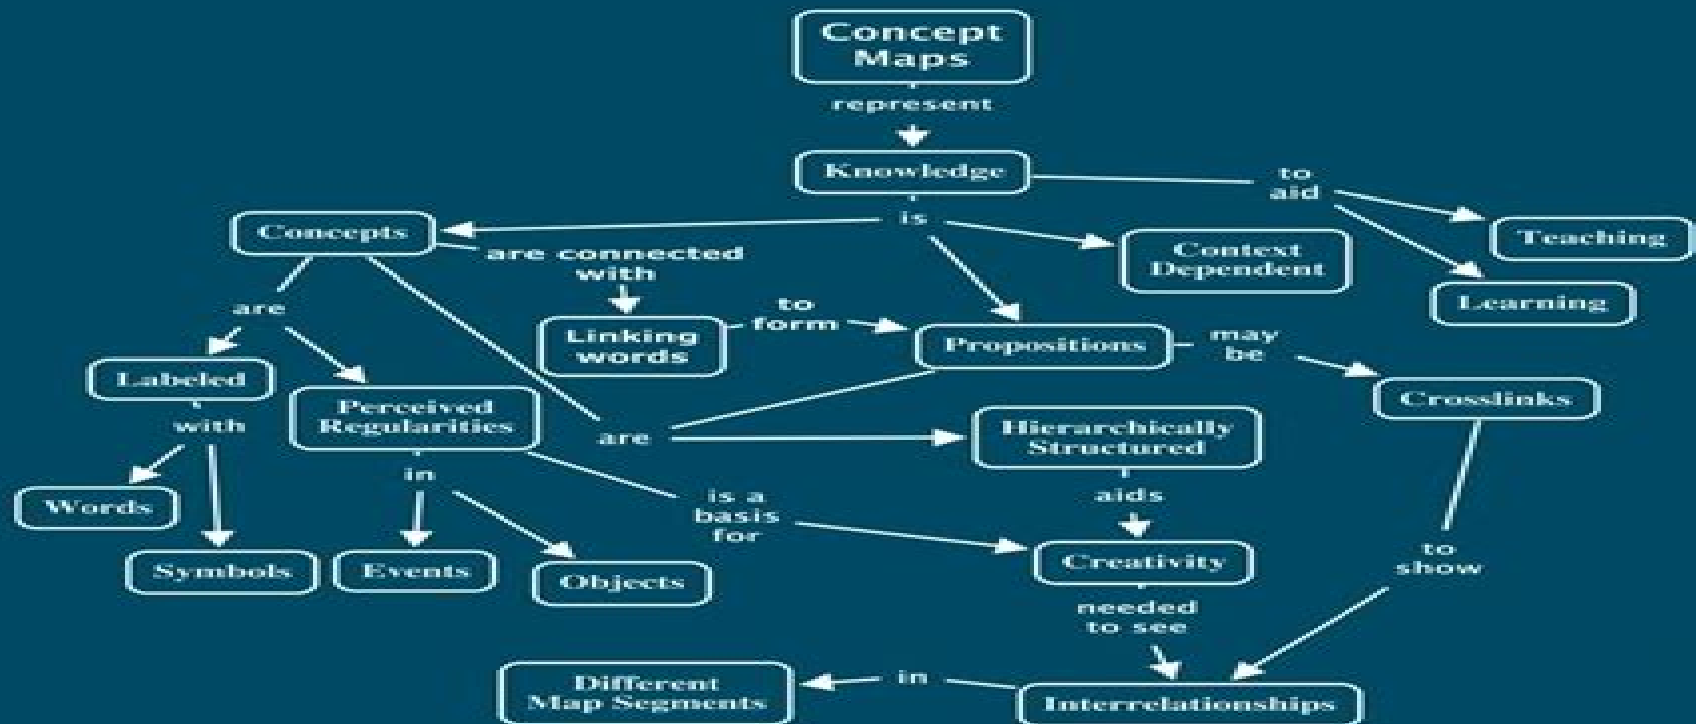 Concept
Maps
represent
Knowledge
to
aid
is
Concepts
Teaching
are connected
with
Context
Dependent
Learning
are
to
form
Linking
words
Propositions
may
be
Labeled
Crosslinks
with
Perceived
Regularities
are
Hierarchically
Structured
in
Words
is a
basis
for
aids
Symbols
Events
Objects
Creativity
to
show
needed
to see
Different
Map Segments
in
Interrelationships